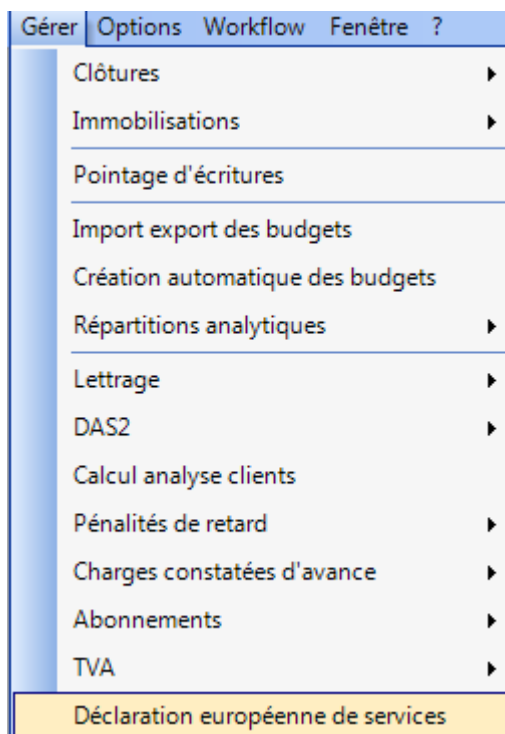 Gérer Options Workflow Fenêtre ?
Clôtures
Immobilisations
Pointage d'écritures
Import export des budgets
Création automatique des budgets
Répartitions analytiques
Lettrage
DAS2
Calcul analyse clients
Pénalités de retard
Charges constatées d'avance
Abonnements
TVA
Déclaration européenne de services